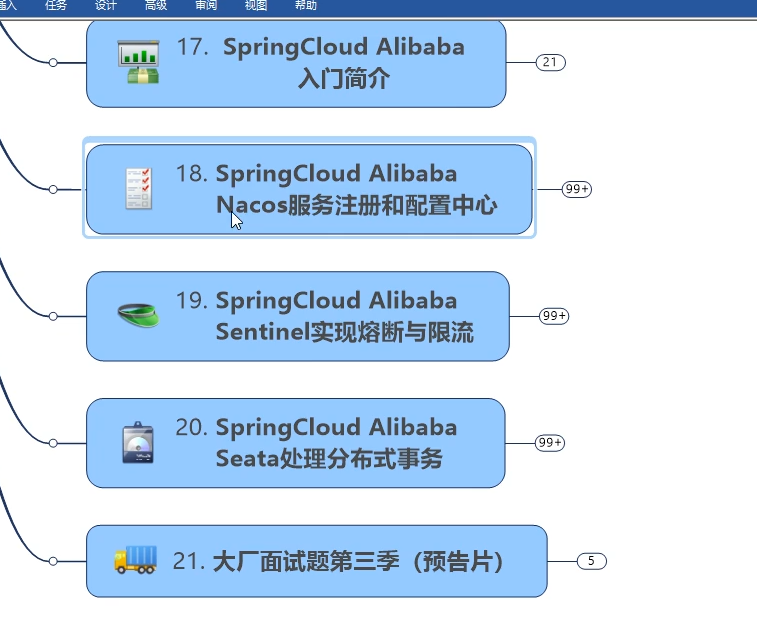 插入 任务 设计 高级 审阅 视图 帮助
17. SpringCloud Alibaba
入门简介
21
18. SpringCloud Alibaba
Nacos服务注册和配置中心
99+
19. SpringCloud Alibaba
Sentinel实现熔断与限流
99+
20. SpringCloud Alibaba
Seata处理分布式事务
99+
21. 大厂面试题第三季（预告片）
5